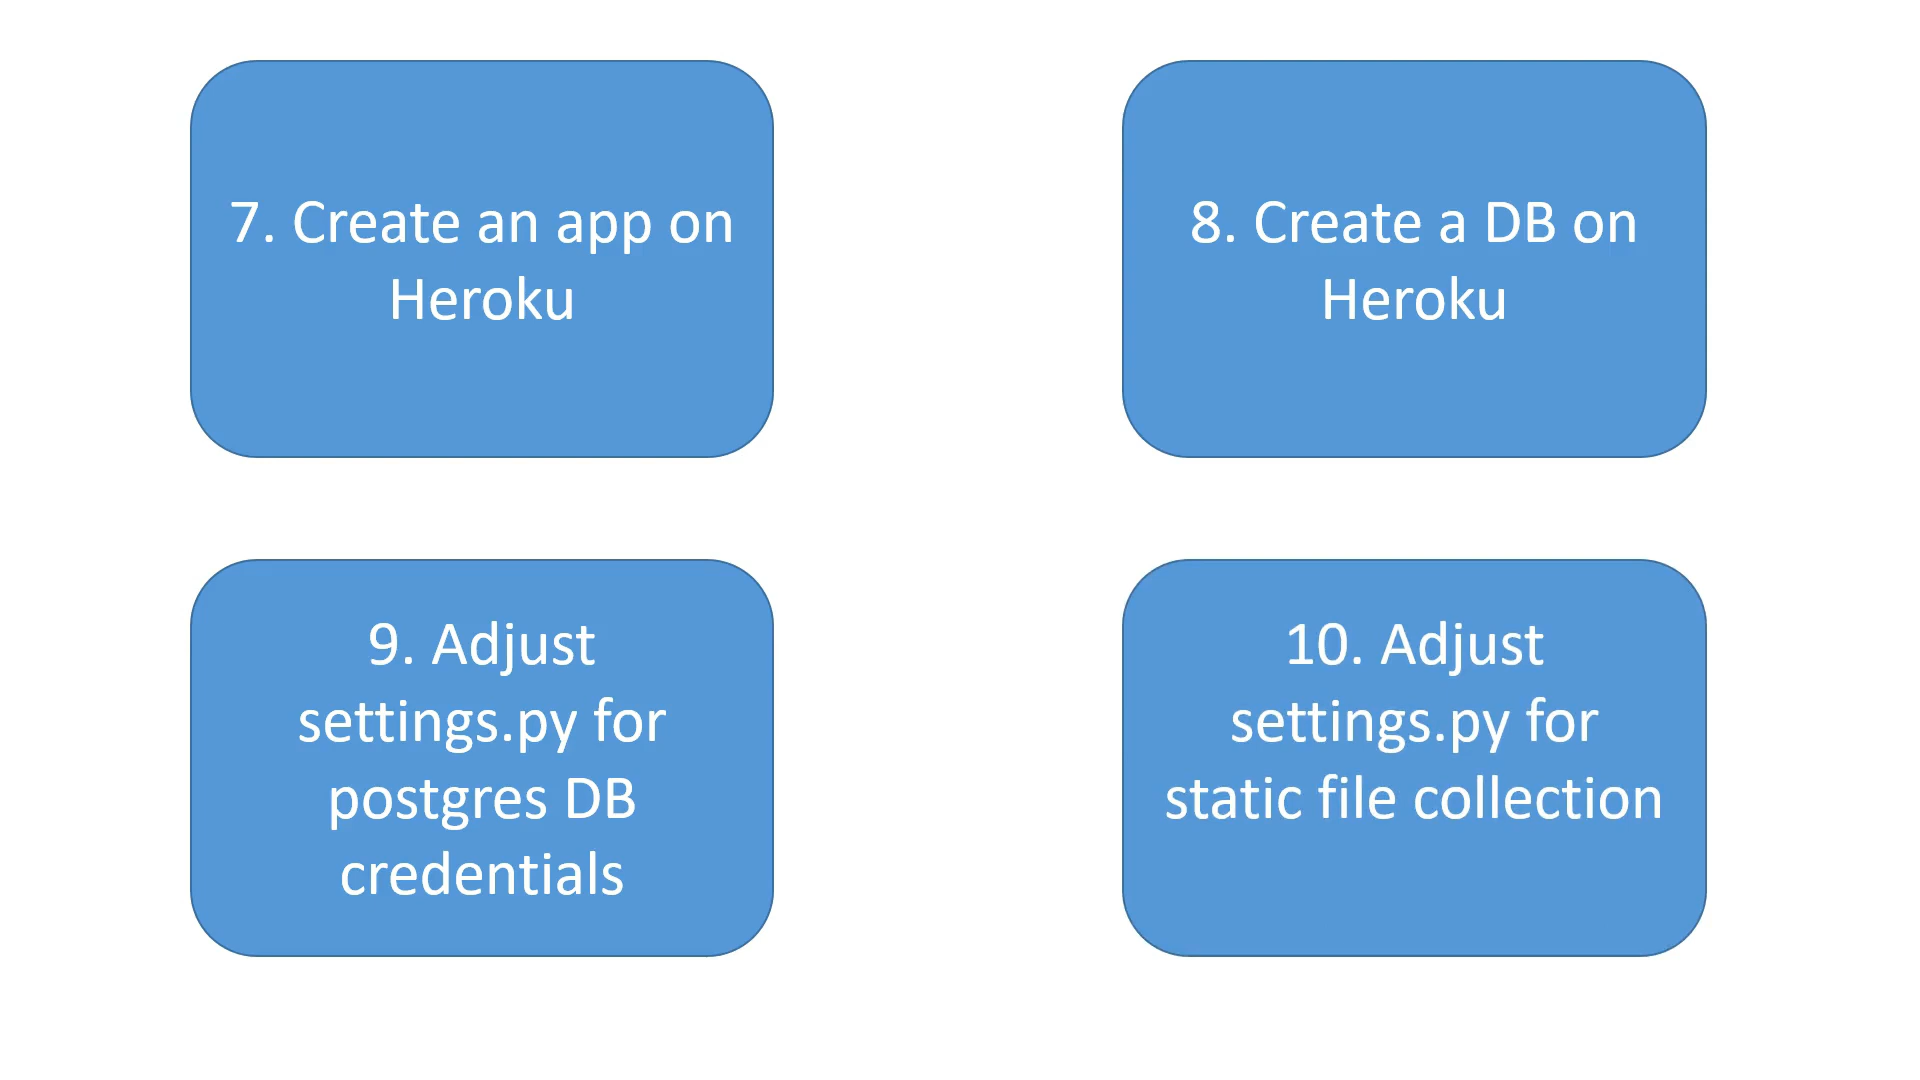 7. Create an app on
Heroku
8. Create a DB on
Heroku
9. Adjust
settings.py for
postgres DB
credentials
10. Adjust
settings.py for
static file collection